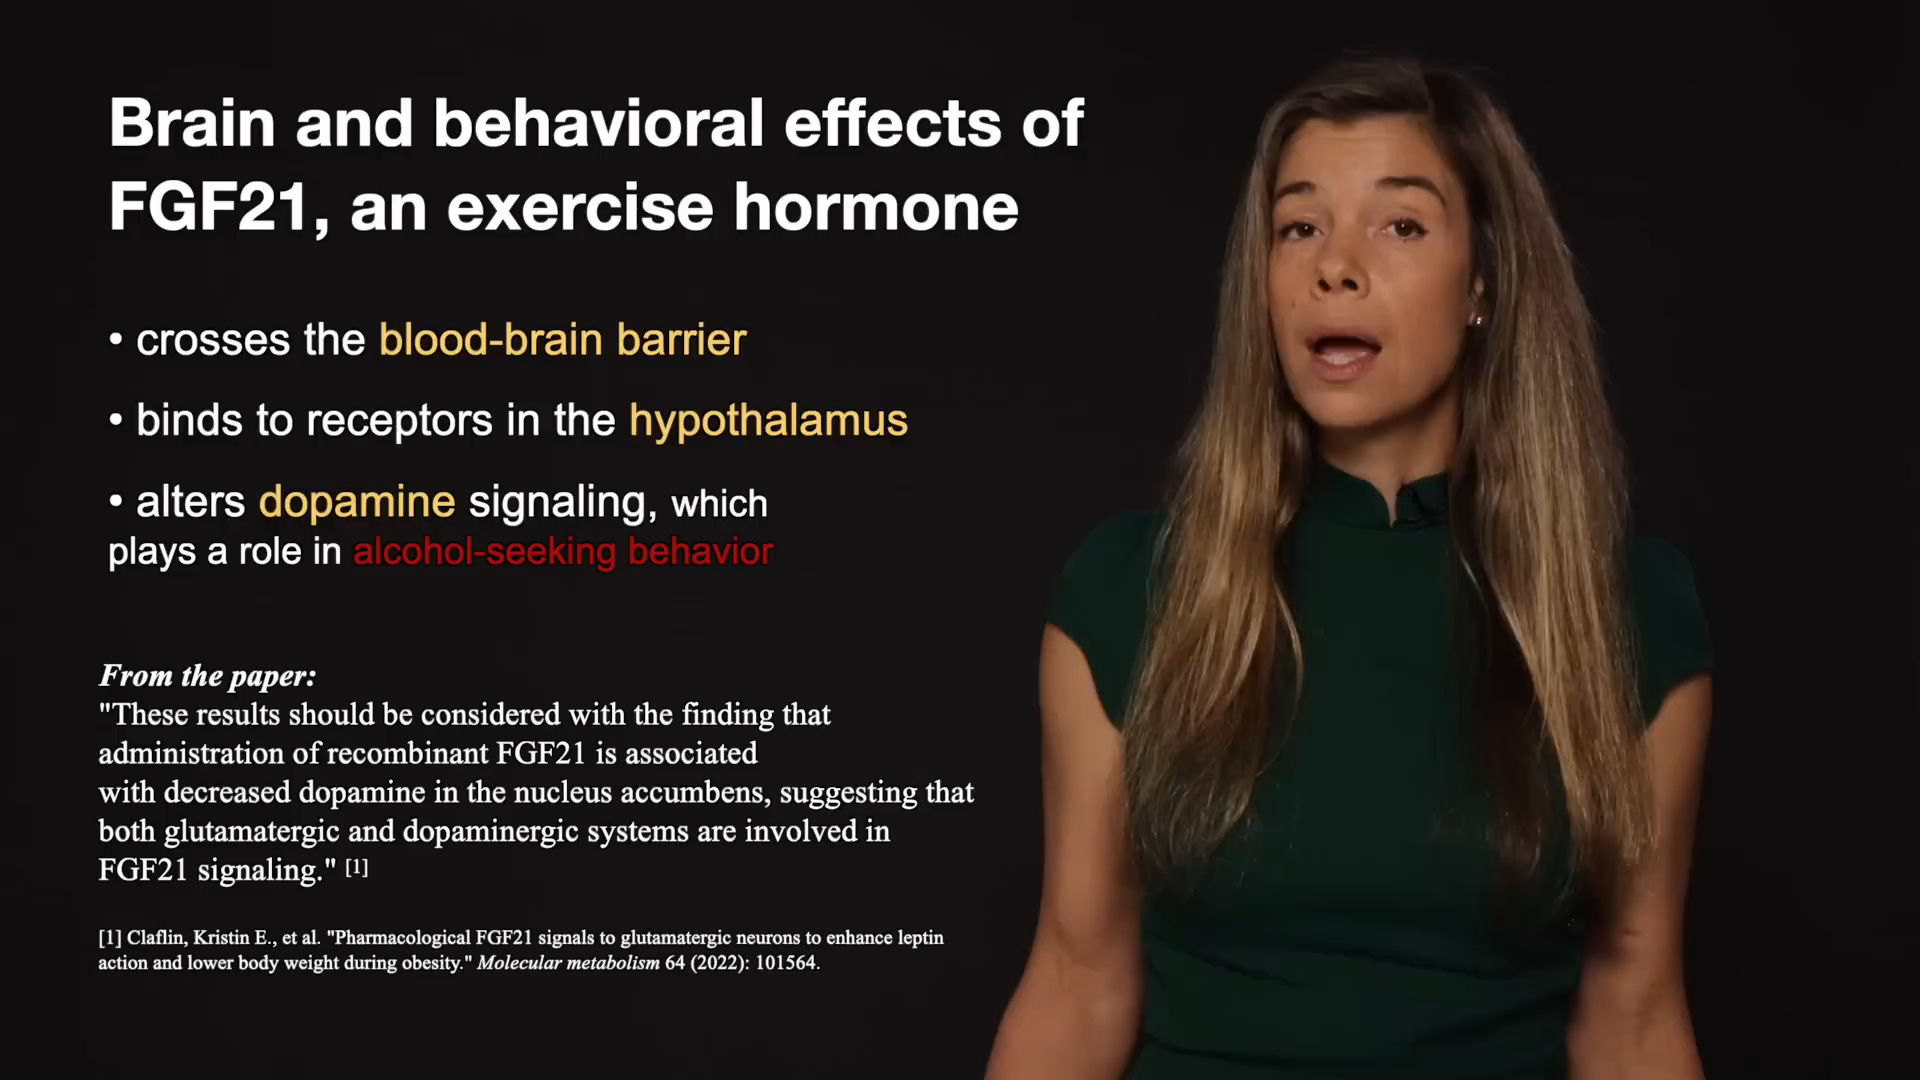 Brain and behavioral effects of
FGF21, an exercise hormone
• crosses the blood-brain barrier
• binds to receptors in the hypothalamus
• alters dopamine signaling, which
plays a role in alcohol-seeking behavior
From the paper:
"These results should be considered with the finding that
administration of recombinant FGF21 is associated
with decreased dopamine in the nucleus accumbens, suggesting that
both glutamatergic and dopaminergic systems are involved in
FGF21 signaling." [1]
[1] Claflin, Kristin E., et al. "Pharmacological FGF21 signals to glutamatergic neurons to enhance leptin
action and lower body weight during obesity." Molecular metabolism 64 (2022): 101564.